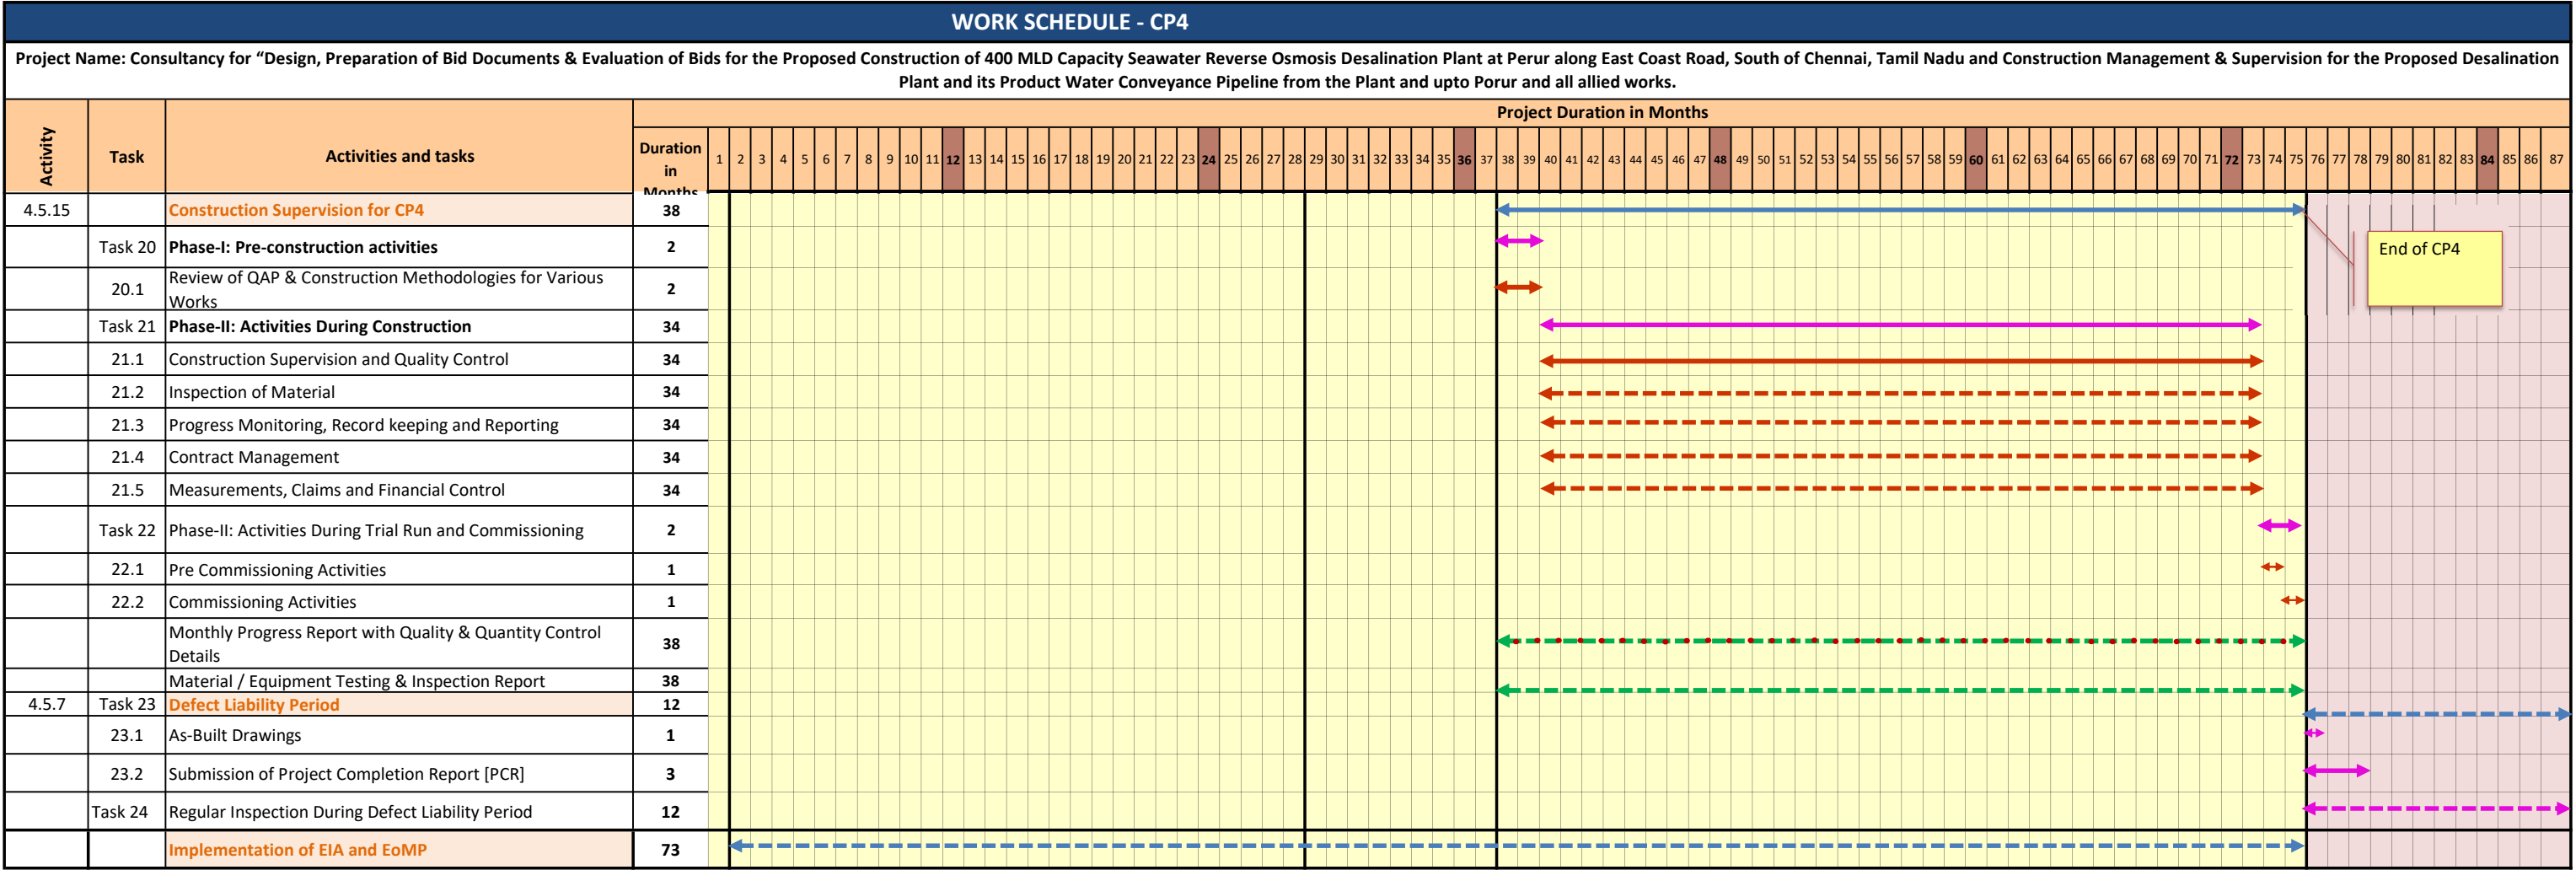 WORK SCHEDULE - CP4
Project Name: Consultancy for “Design, Preparation of Bid Documents & Evaluation of Bids for the Proposed Construction of 400 MLD Capacity Seawater Reverse Osmosis Desalination Plant at Perur along East Coast Road, South of Chennai, Tamil Nadu and Construction Management & Supervision for the Proposed Desalination
Plant and its Product Water Conveyance Pipeline from the Plant and upto Porur and all allied works.
Activity Task Activities and tasks Duration in Months Project Duration in Months
1 2 3 4 5 6 7 8 9 10 11 12 13 14 15 16 17 18 19 20 21 22 23 24 25 26 27 28 29 30 31 32 33 34 35 36 37 38 39 40 41 42 43 44 45 46 47 48 49 50 51 52 53 54 55 56 57 58 59 60 61 62 63 64 65 66 67 68 69 70 71 72 73 74 75 76 77 78 79 80 81 82 83 84 85 86 87
4.5.15 Construction Supervision for CP4 38
End of CP4
Task 20 Phase-I: Pre-construction activities 2
20.1 Review of QAP & Construction Methodologies for Various
Works 2
Task 21 Phase-II: Activities During Construction 34
21.1 Construction Supervision and Quality Control 34
21.2 Inspection of Material 34
21.3 Progress Monitoring, Record keeping and Reporting 34
21.4 Contract Management 34
21.5 Measurements, Claims and Financial Control 34
Task 22 Phase-II: Activities During Trial Run and Commissioning 2
22.1 Pre Commissioning Activities 1
22.2 Commissioning Activities 1
Monthly Progress Report with Quality & Quantity Control
Details 38
Material / Equipment Testing & Inspection Report 38
4.5.7 Task 23 Defect Liability Period 12
23.1 As-Built Drawings 1
23.2 Submission of Project Completion Report [PCR] 3
Task 24 Regular Inspection During Defect Liability Period 12
Implementation of EIA and EoMP 73